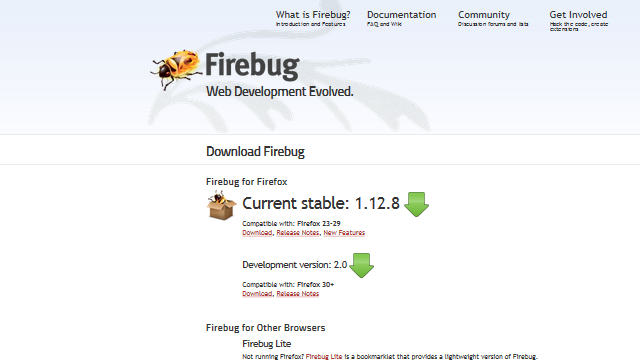 What is Firebug? Documentation Community Get Involved
Introduction and Features FAQ and Wiki Discussion forums and lists Hack the code, create extensions
Firebug
Web Development Evolved.
Download Firebug
Firebug for Firefox
Current stable: 1.12.8
Compatible with: Firefox 23-29
Download, Release Notes, New Features
Development version: 2.0
Compatible with: Firefox 30+
Download, Release Notes
Firebug for Other Browsers
Firebug Lite
Not running Firefox? Firebug Lite is a bookmarklet that provides a lightweight version of Firebug.